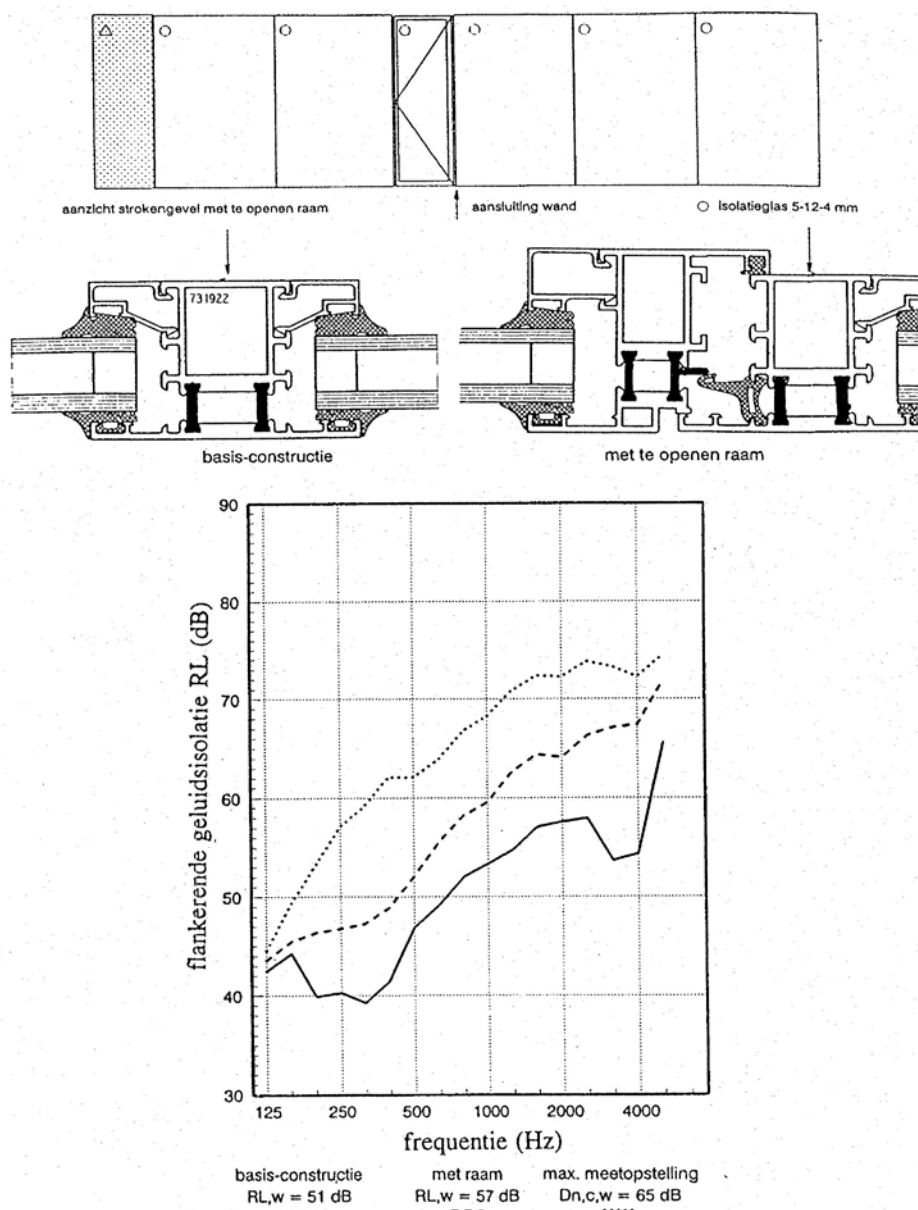 aanzicht strokengevel met te openen raam
aansluiting wand
isolatieglas 5-12-4 mm
731922
basis-constructie
met te openen raam
flankerende geluidsisolatie RL (dB)
90
80
70
60
50
40
30
125 250 500 1000 2000 4000
frequentie (Hz)
basis-constructie met raam max. meetopstelling
RL,w = 51 dB RL,w = 57 dB Dn,c,w = 65 dB